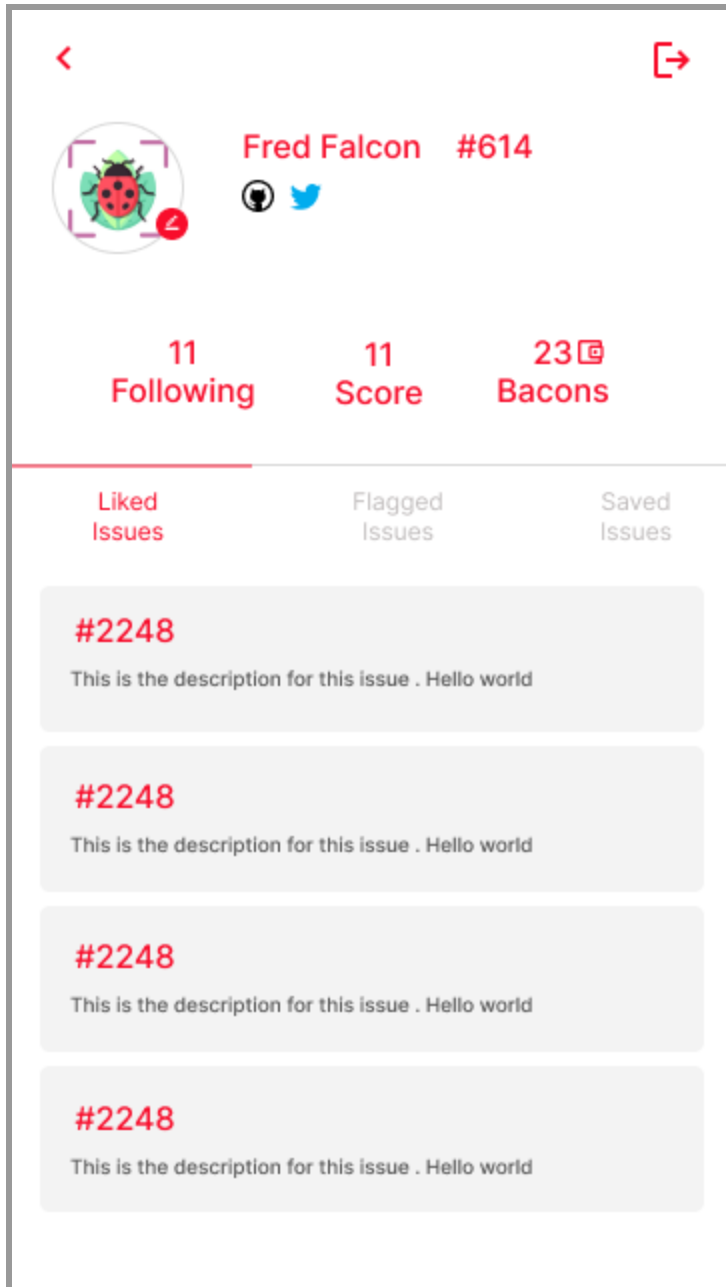 Fred Falcon #614
11
Following
11
Score
23
Bacons
Liked
Issues
Flagged
Issues
Saved
Issues
#2248
This is the description for this issue . Hello world
#2248
This is the description for this issue . Hello world
#2248
This is the description for this issue . Hello world
#2248
This is the description for this issue . Hello world